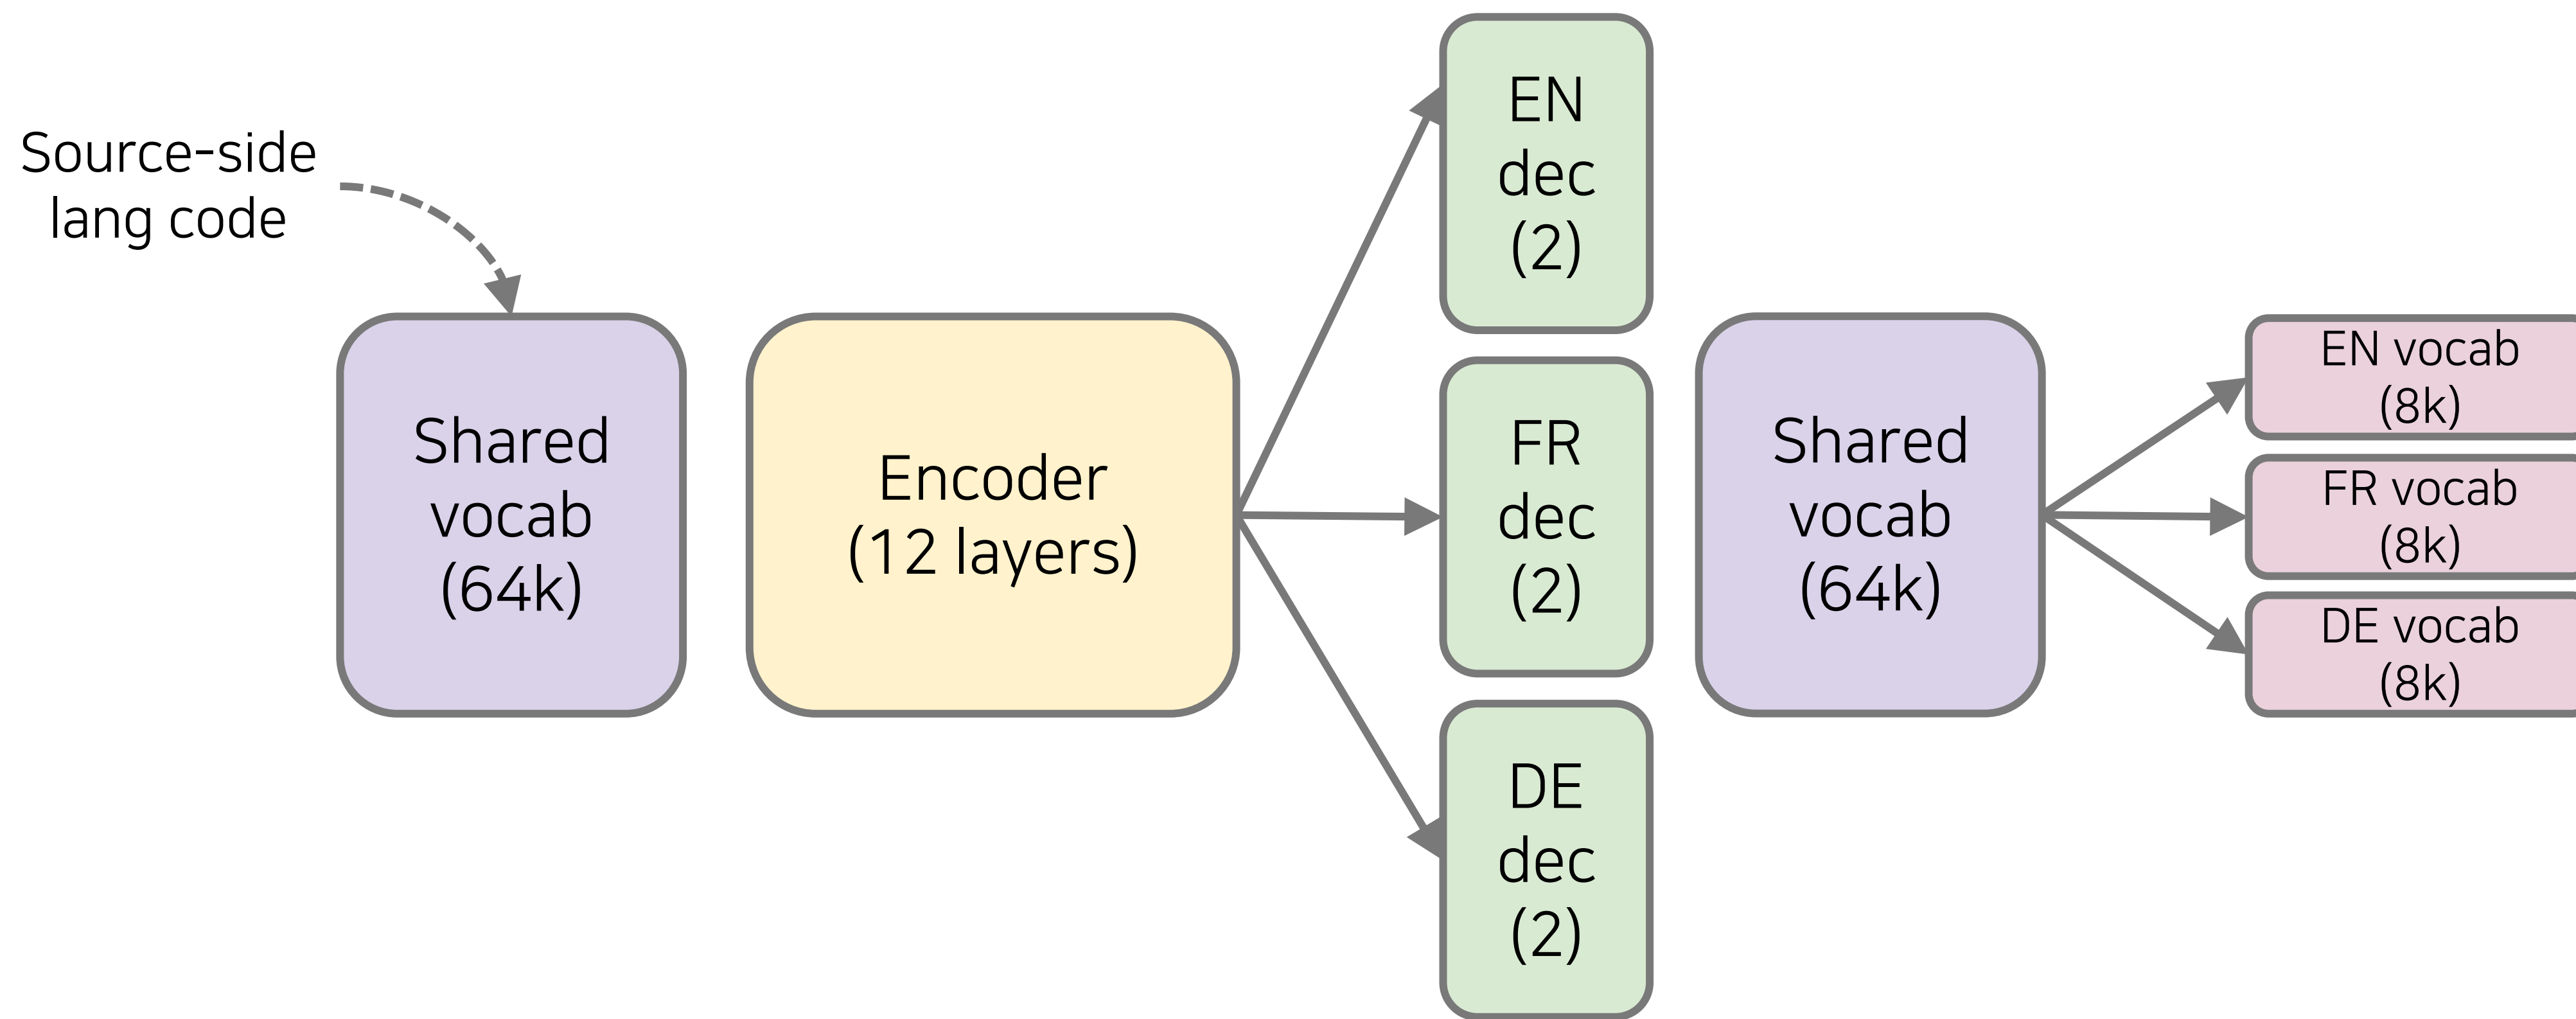 Source-side
lang code
Shared
vocab
(64k)
Encoder
(12 layers)
EN
dec
(2)
FR
dec
(2)
DE
dec
(2)
Shared
vocab
(64k)
EN vocab
(8k)
FR vocab
(8k)
DE vocab
(8k)